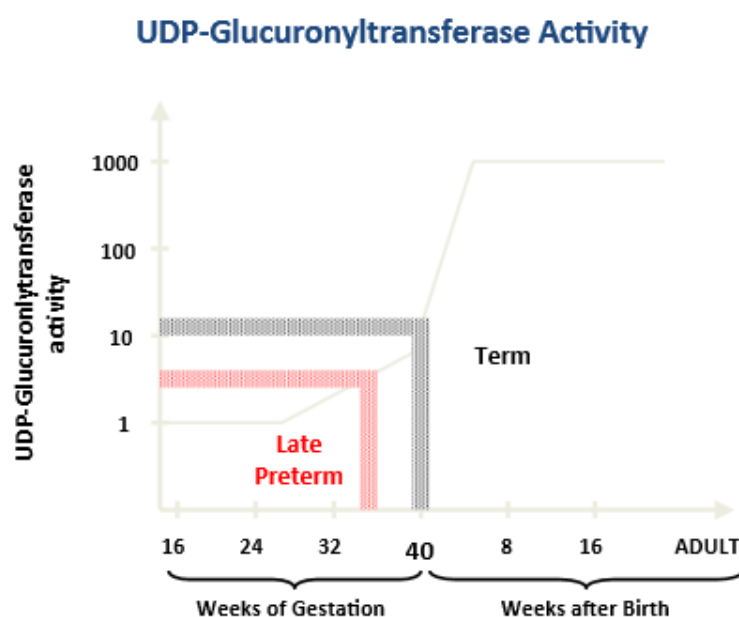 UDP-Glucuronyltransferase Activity
UDP-Glucuronlytransferase
activity
1000
100
10
1
Term
Late
Preterm
16 24 32 40 8 16 ADULT
Weeks of Gestation Weeks after Birth